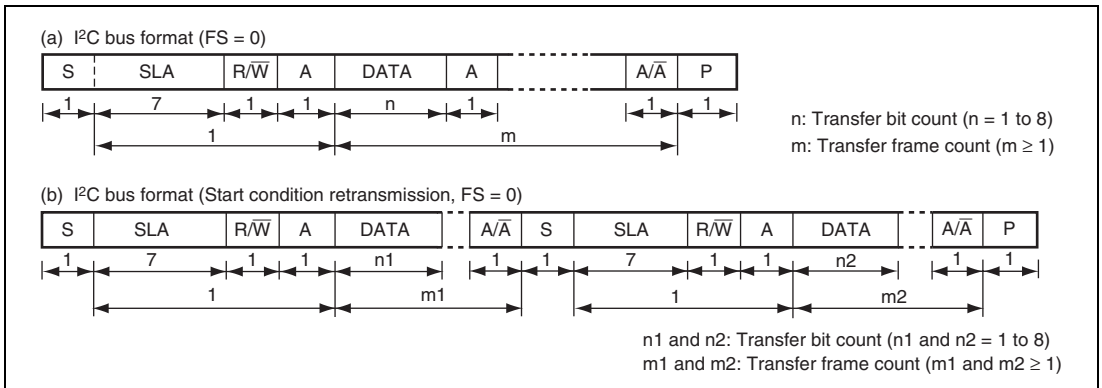 (a) I²C bus format (FS = 0)
S SLA R/W̅ A DATA A A/A̅ P
1 7 1 1 n 1 1 1
1 m
n: Transfer bit count (n = 1 to 8)
m: Transfer frame count (m ≥ 1)
(b) I²C bus format (Start condition retransmission, FS = 0)
S SLA R/W̅ A DATA A/A̅ S SLA R/W̅ A DATA A/A̅ P
1 7 1 1 n1 1 1 7 1 1 n2 1 1
1 m1 1 m2
n1 and n2: Transfer bit count (n1 and n2 = 1 to 8)
m1 and m2: Transfer frame count (m1 and m2 ≥ 1)